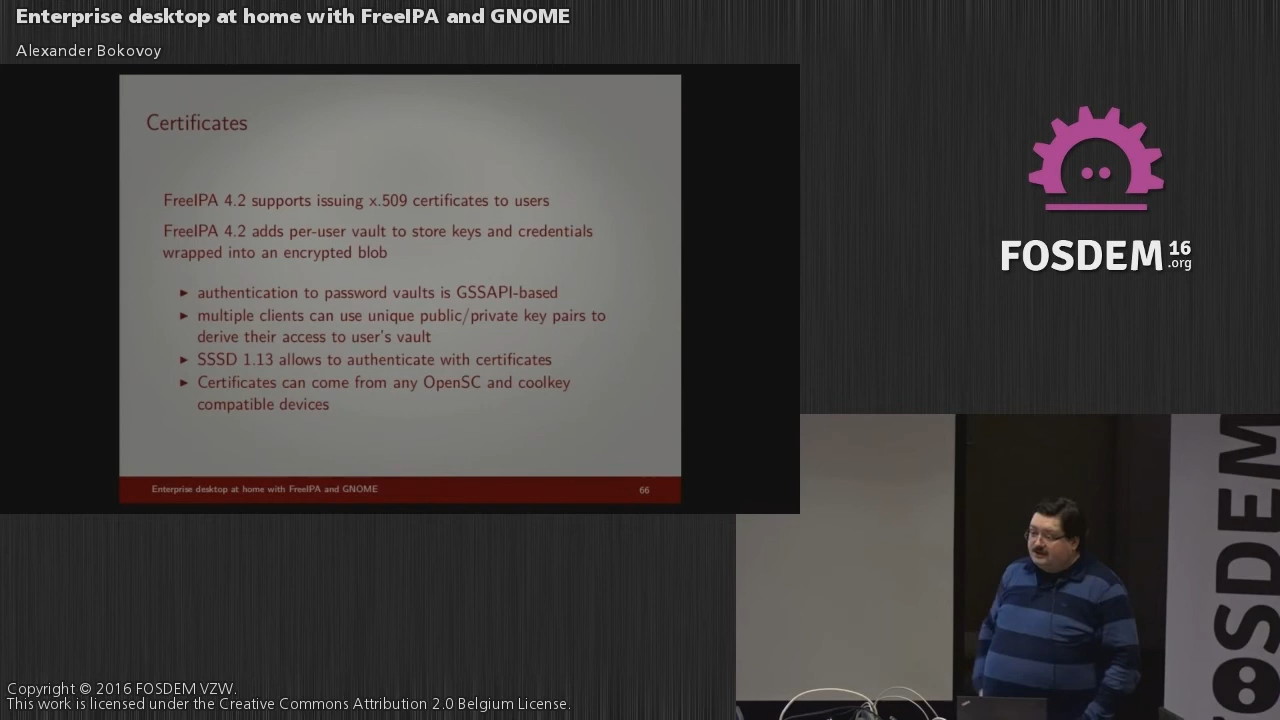 Enterprise desktop at home with FreeIPA and GNOME
Alexander Bokovoy
Certificates
FreeIPA 4.2 supports issuing x.509 certificates to users
FreeIPA 4.2 adds per-user vault to store keys and credentials
wrapped into an encrypted blob
► authentication to password vaults is GSSAPI-based
► multiple clients can use unique public/private key pairs to
derive their access to user's vault
► SSSD 1.13 allows to authenticate with certificates
► Certificates can come from any OpenSC and coolkey
compatible devices
Enterprise desktop at home with FreeIPA and GNOME 66
FOSDEM 16
.org
FOSDEM
Copyright © 2016 FOSDEM VZW.
This work is licensed under the Creative Commons Attribution 2.0 Belgium License.